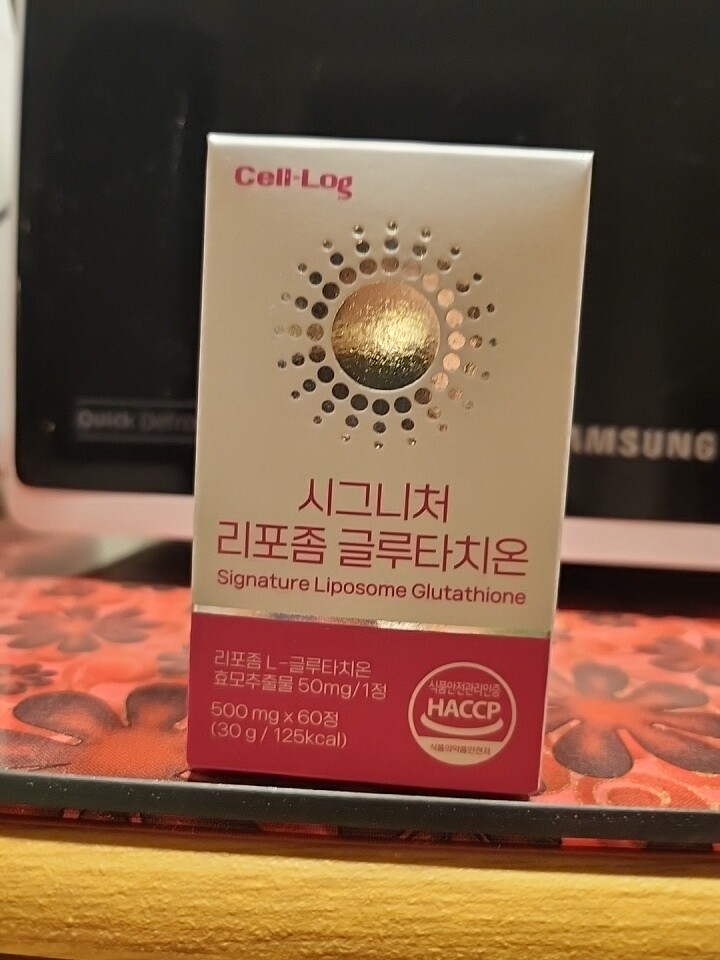 Cell-Log
시그니처
리포좀 글루타치온
Signature Liposome Glutathione
리포좀 L-글루타치온
효모추출물 50mg/1정
500 mg x 60정
(30 g / 125kcal)
식품안전관리인증
HACCP
식품의약품안전처
Quick Defro
AMSUNG